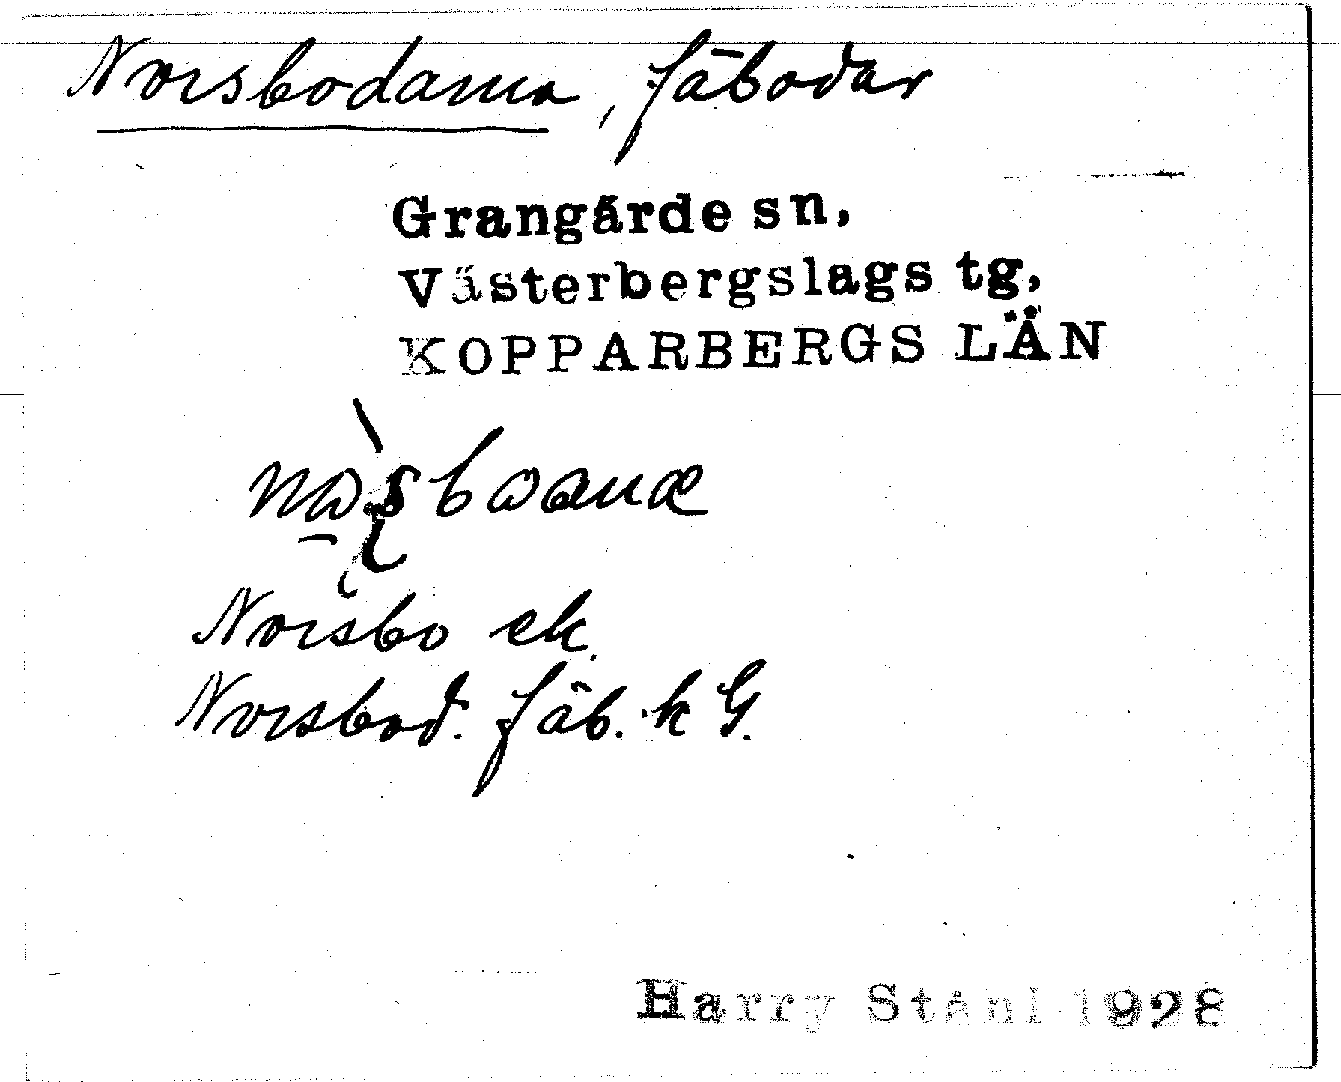 Norsbodarna, fäbodar
Grangärde sn,
Västerbergslags tg,
KOPPARBERGS LÄN
Norsbo ek.
Norsbod. fäb. k G.
Harry Ståhl 1928